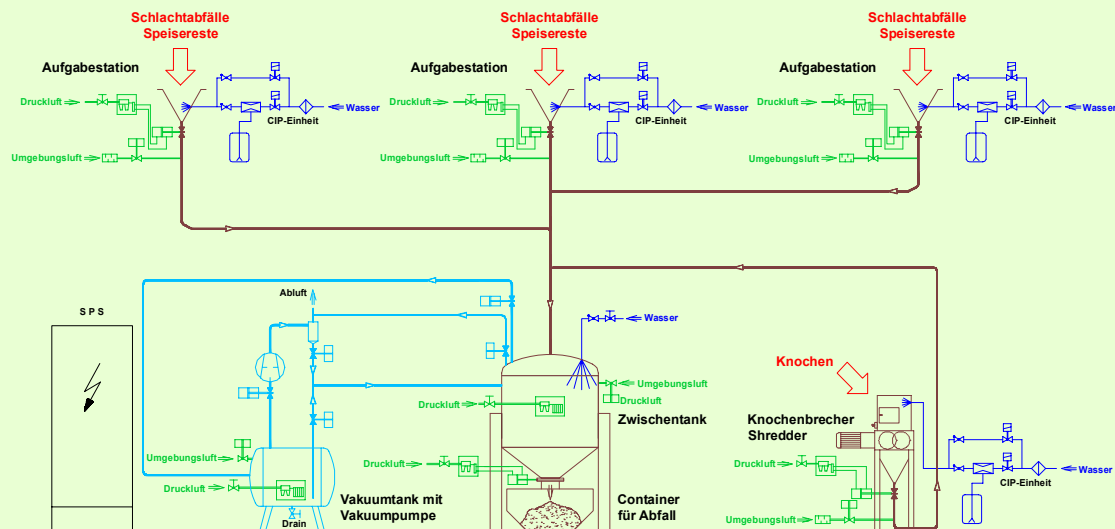 Schlachtabfälle
Speisereste
Schlachtabfälle
Speisereste
Schlachtabfälle
Speisereste
Aufgabestation
Aufgabestation
Aufgabestation
Druckluft
Wasser
CIP-Einheit
Umgebungsluft
Druckluft
Wasser
CIP-Einheit
Umgebungsluft
Druckluft
Wasser
CIP-Einheit
Umgebungsluft
Abluft
SPS
Wasser
Knochen
Umgebungsluft
Druckluft
Druckluft
Zwischentank
Knochenbrecher
Shredder
Umgebungsluft
Druckluft
Druckluft
Druckluft
Wasser
CIP-Einheit
Vakuumtank mit
Vakuumpumpe
Container
für Abfall
Drain
Umgebungsluft